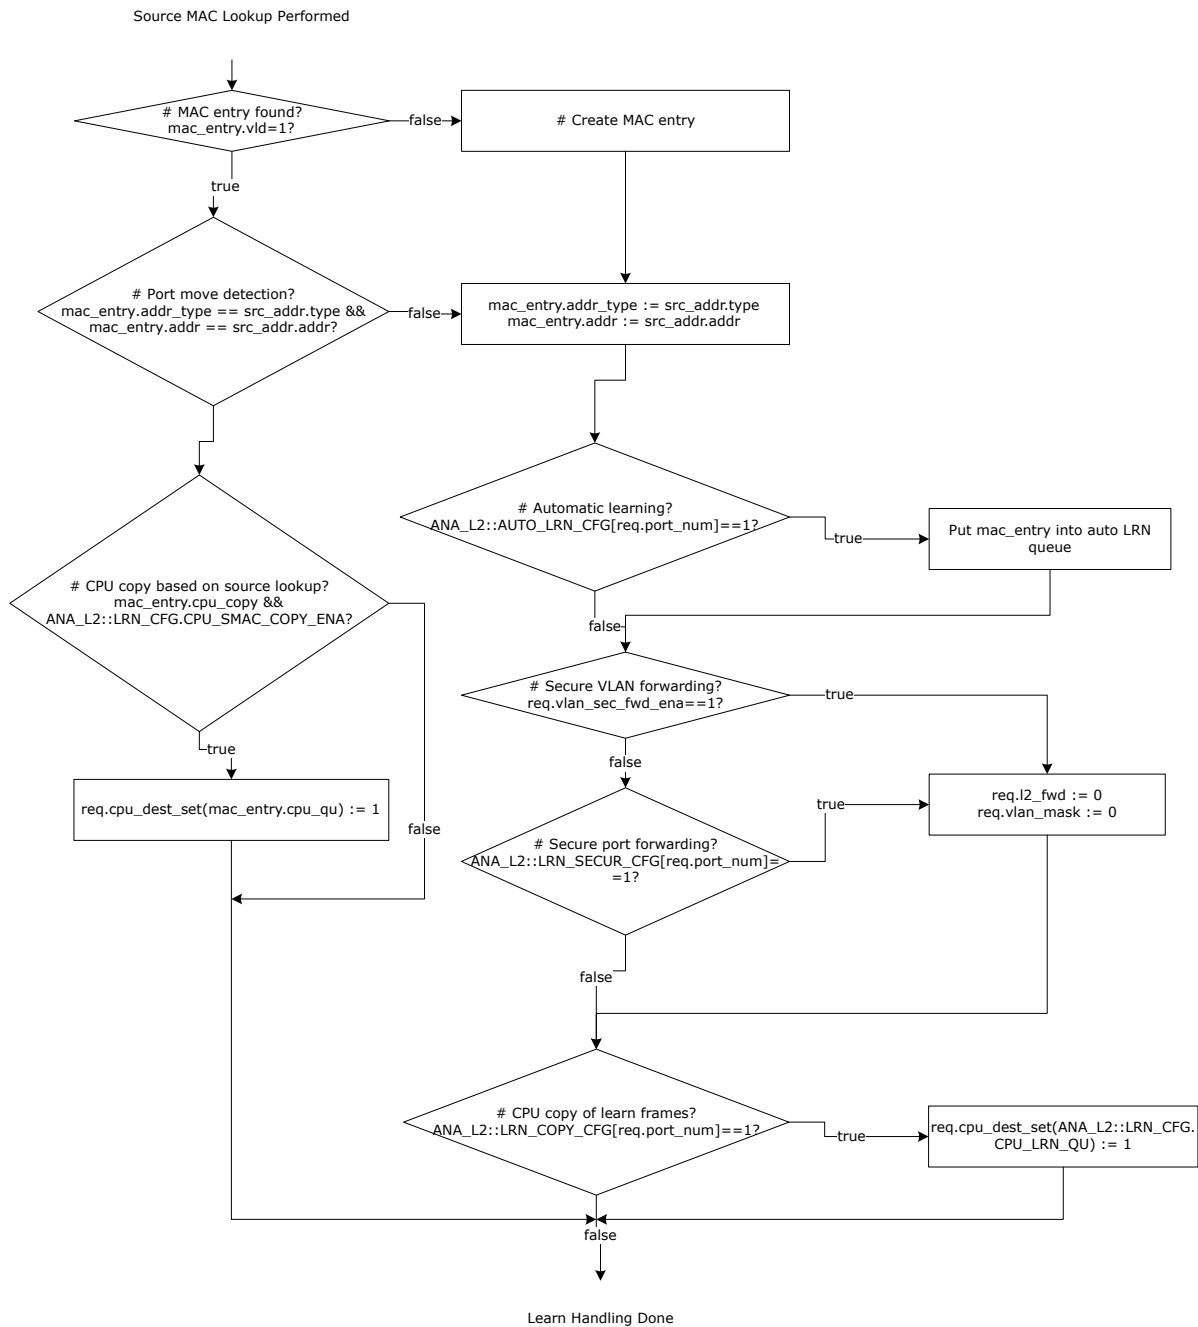 Source MAC Lookup Performed
# MAC entry found?
mac_entry.vld=1?
false
# Create MAC entry
true
# Port move detection?
mac_entry.addr_type == src_addr.type &&
mac_entry.addr == src_addr.addr?
false
mac_entry.addr_type := src_addr.type
mac_entry.addr := src_addr.addr
# Automatic learning?
ANA_L2::AUTO_LRN_CFG[req.port_num]==1?
true
Put mac_entry into auto LRN
queue
# CPU copy based on source lookup?
mac_entry.cpu_copy &&
ANA_L2::LRN_CFG.CPU_SMAC_COPY_ENA?
false
# Secure VLAN forwarding?
req.vlan_sec_fwd_ena==1?
true
true
false
req.cpu_dest_set(mac_entry.cpu_qu) := 1
false
# Secure port forwarding?
ANA_L2::LRN_SECUR_CFG[req.port_num]=
=1?
true
req.l2_fwd := 0
req.vlan_mask := 0
false
# CPU copy of learn frames?
ANA_L2::LRN_COPY_CFG[req.port_num]==1?
true
req.cpu_dest_set(ANA_L2::LRN_CFG.
CPU_LRN_QU) := 1
false
Learn Handling Done